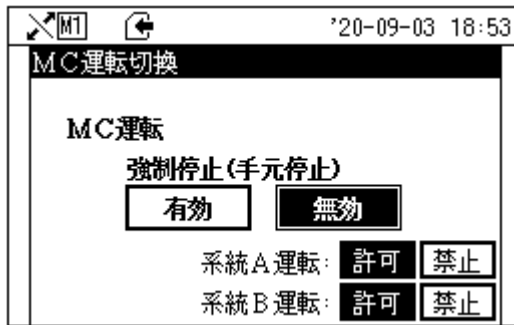 M1 '20-09-03 18:53
MC運転切換
MC運転
強制停止(手元停止)
有効 無効
系統A運転: 許可 禁止
系統B運転: 許可 禁止